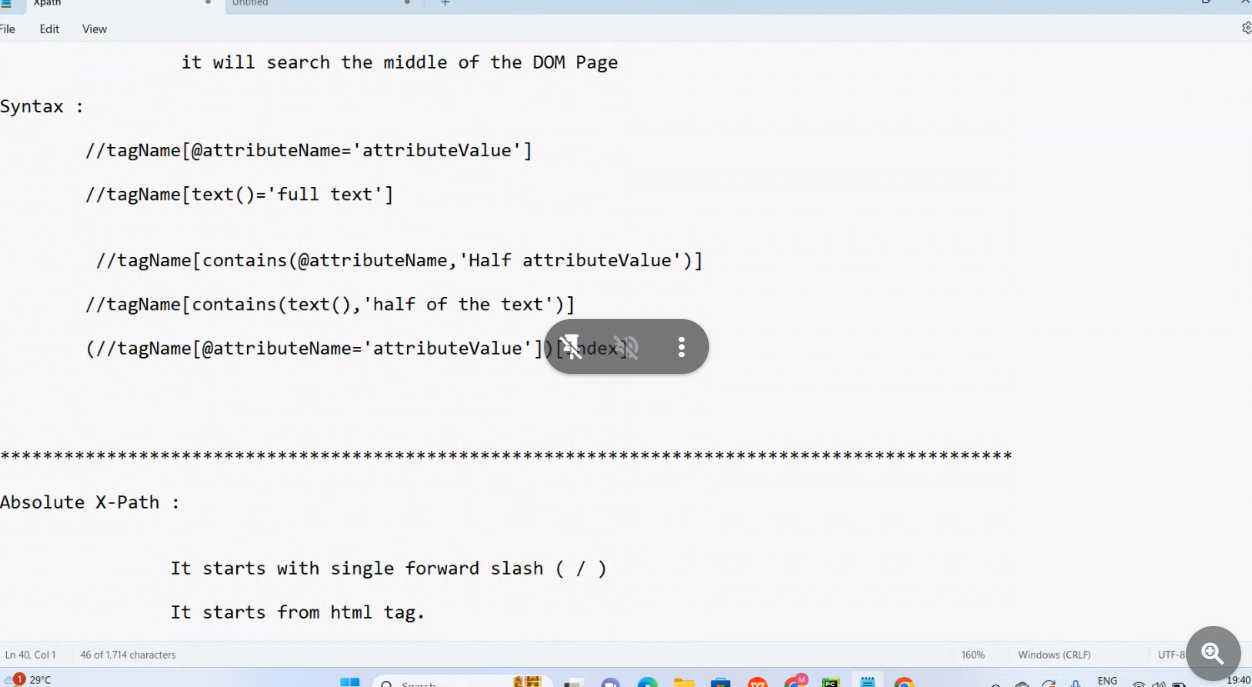 Xpath
Untitled
File Edit View
it will search the middle of the DOM Page
Syntax :
//tagName[@attributeName='attributeValue']
//tagName[text()='full text']
//tagName[contains(@attributeName,'Half attributeValue')]
//tagName[contains(text(),'half of the text')]
(//tagName[@attributeName='attributeValue'])[index]
***********************************************************************************************
Absolute X-Path :
It starts with single forward slash ( / )
It starts from html tag.
Ln 40, Col 1 46 of 1,714 characters 160% Windows (CRLF) UTF-8
1 29°C Search ENG 19:40